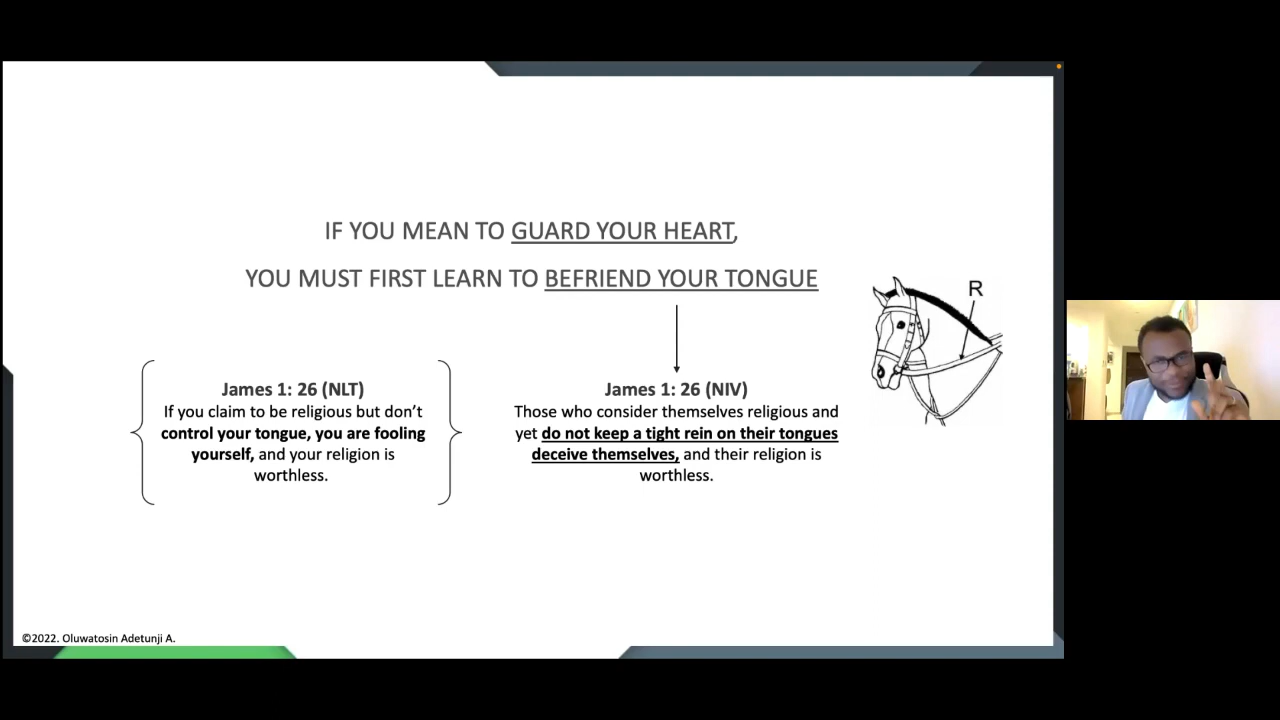 IF YOU MEAN TO GUARD YOUR HEART,
YOU MUST FIRST LEARN TO BEFRIEND YOUR TONGUE
R
James 1: 26 (NLT)
If you claim to be religious but don’t
control your tongue, you are fooling
yourself, and your religion is
worthless.
James 1: 26 (NIV)
Those who consider themselves religious and
yet do not keep a tight rein on their tongues
deceive themselves, and their religion is
worthless.
©2022. Oluwatosin Adetunji A.